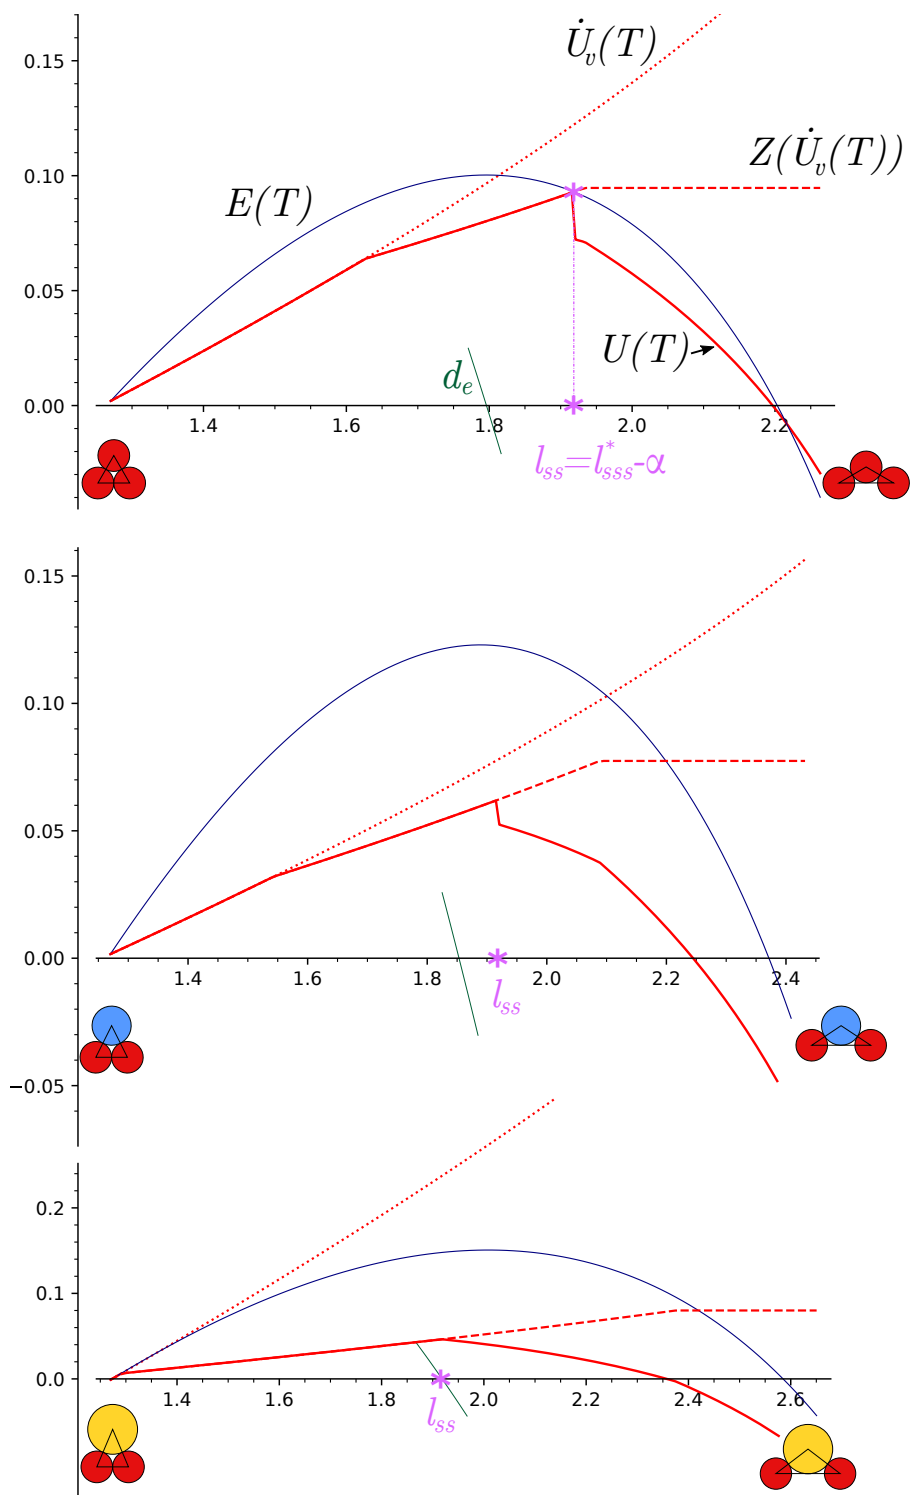 U̇ᵥ(T)
0.15
Z(U̇ᵥ(T))
0.10
E(T)
0.05
U(T)
dₑ
0.00
1.4 1.6 1.8 2.0 2.2
lₛₛ=l*ₛₛₛ-α
0.15
0.10
0.05
0.00
1.4 1.6 1.8 2.0 2.2 2.4
lₛₛ
−0.05
0.2
0.1
0.0
1.4 1.6 1.8 2.0 2.2 2.4 2.6
lₛₛ